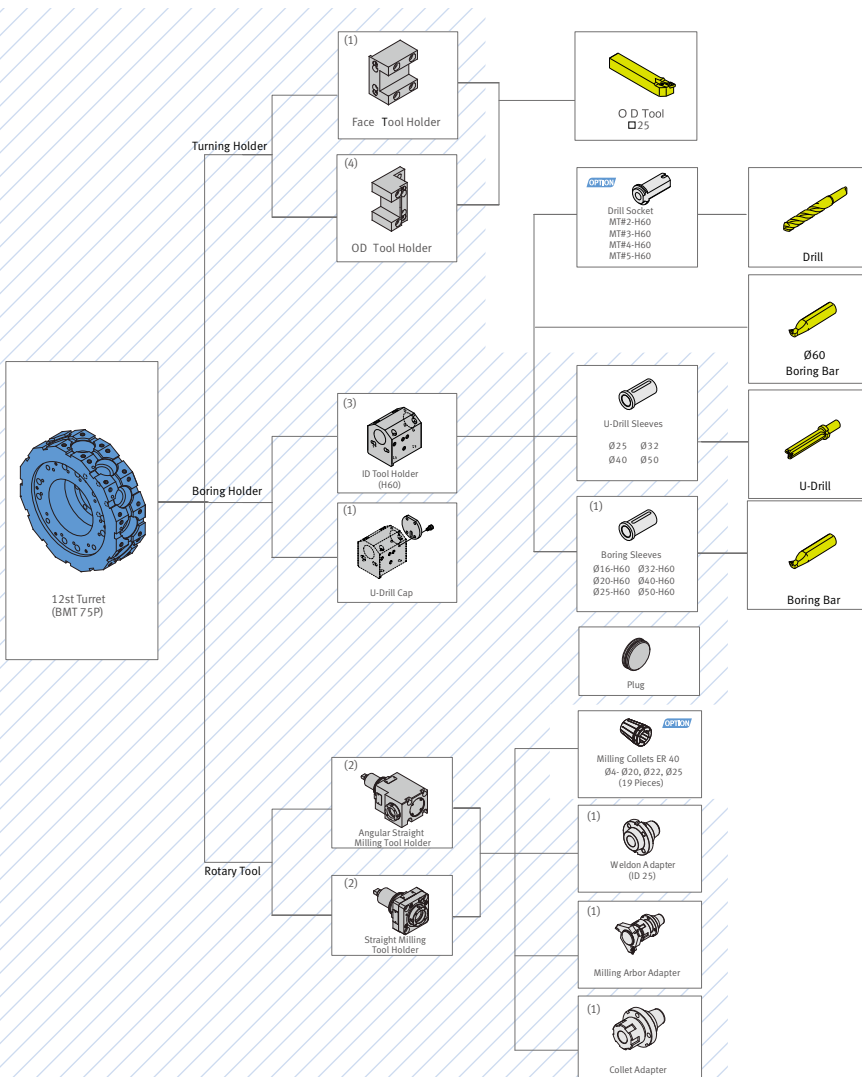 (1)
Face Tool Holder
O D Tool
□25
Turning Holder
(4)
OD Tool Holder
OPTION
Drill Socket
MT#2-H60
MT#3-H60
MT#4-H60
MT#5-H60
Drill
Ø60
Boring Bar
(3)
ID Tool Holder
(H60)
U-Drill Sleeves
Ø25 Ø32
Ø40 Ø50
U-Drill
Boring Holder
(1)
U-Drill Cap
(1)
Boring Sleeves
Ø16-H60 Ø32-H60
Ø20-H60 Ø40-H60
Ø25-H60 Ø50-H60
Boring Bar
12st Turret
(BMT 75P)
Plug
OPTION
Milling Collets ER 40
Ø4- Ø20, Ø22, Ø25
(19 Pieces)
(2)
Angular Straight
Milling Tool Holder
(1)
Weldon Adapter
(ID 25)
Rotary Tool
(2)
Straight Milling
Tool Holder
(1)
Milling Arbor Adapter
(1)
Collet Adapter